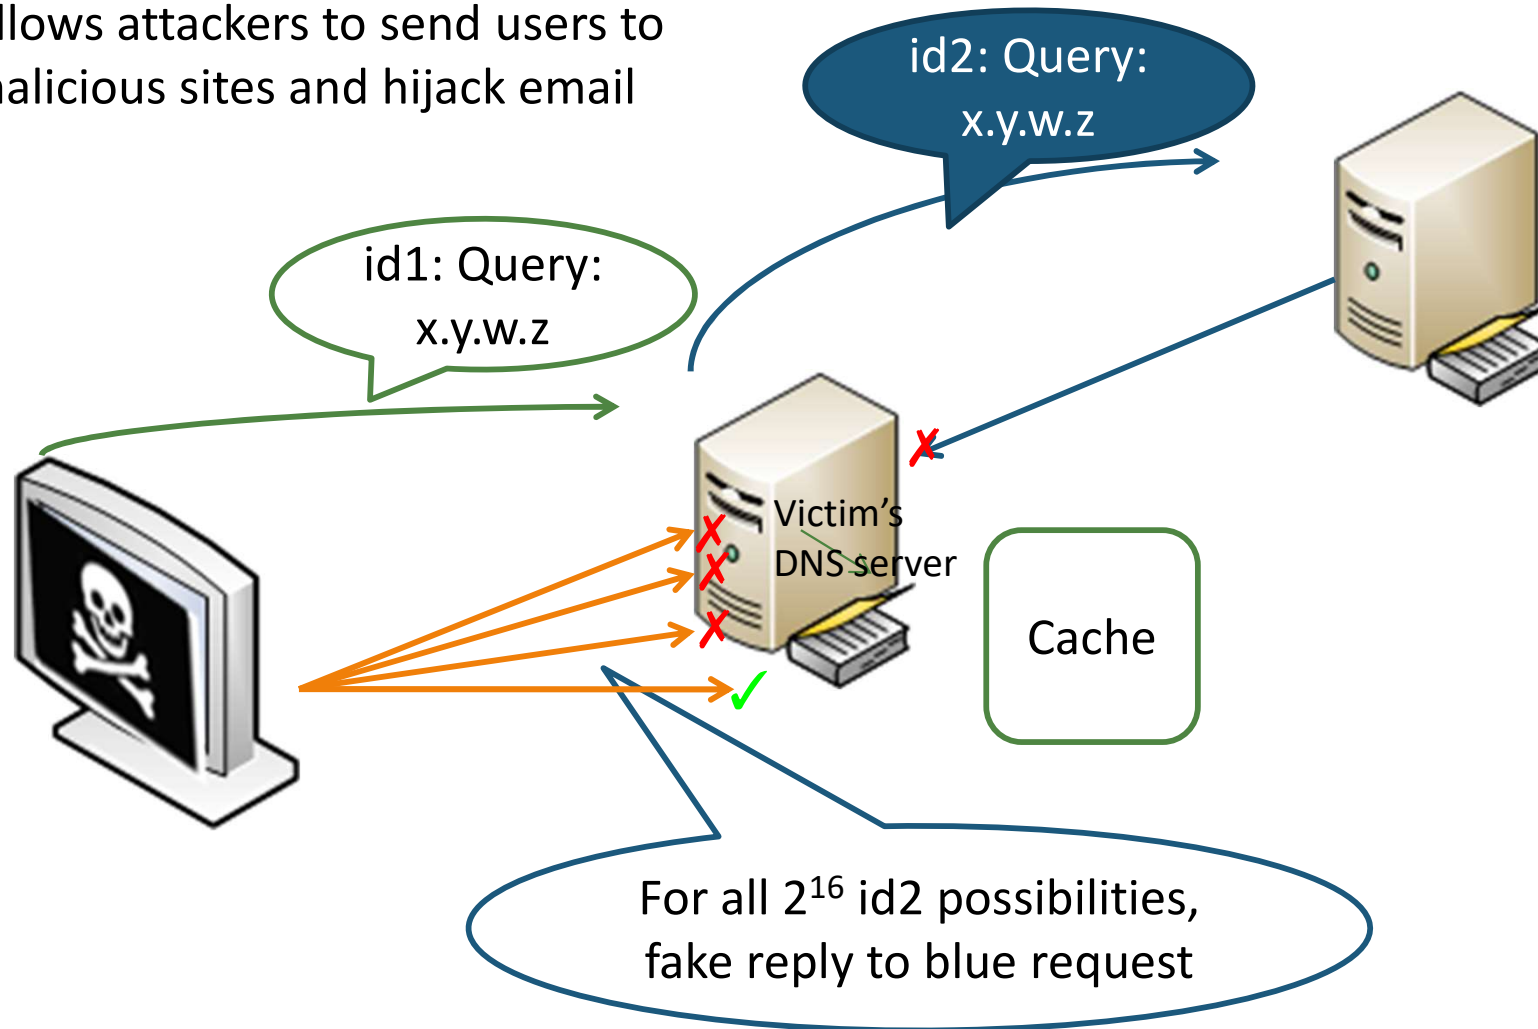 llows attackers to send users to
alicious sites and hijack email
id2: Query:
x.y.w.z
id1: Query:
x.y.w.z
Victim’s
DNS server
Cache
For all 2¹⁶ id2 possibilities,
fake reply to blue request